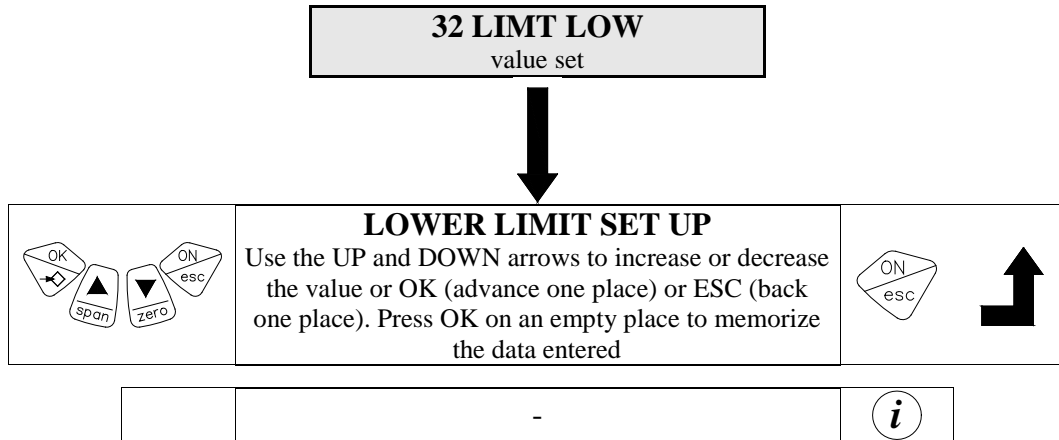 32 LIMT LOW
value set
LOWER LIMIT SET UP
OK
span
zero
ON
esc
Use the UP and DOWN arrows to increase or decrease
the value or OK (advance one place) or ESC (back
one place). Press OK on an empty place to memorize
the data entered
ON
esc
-
i